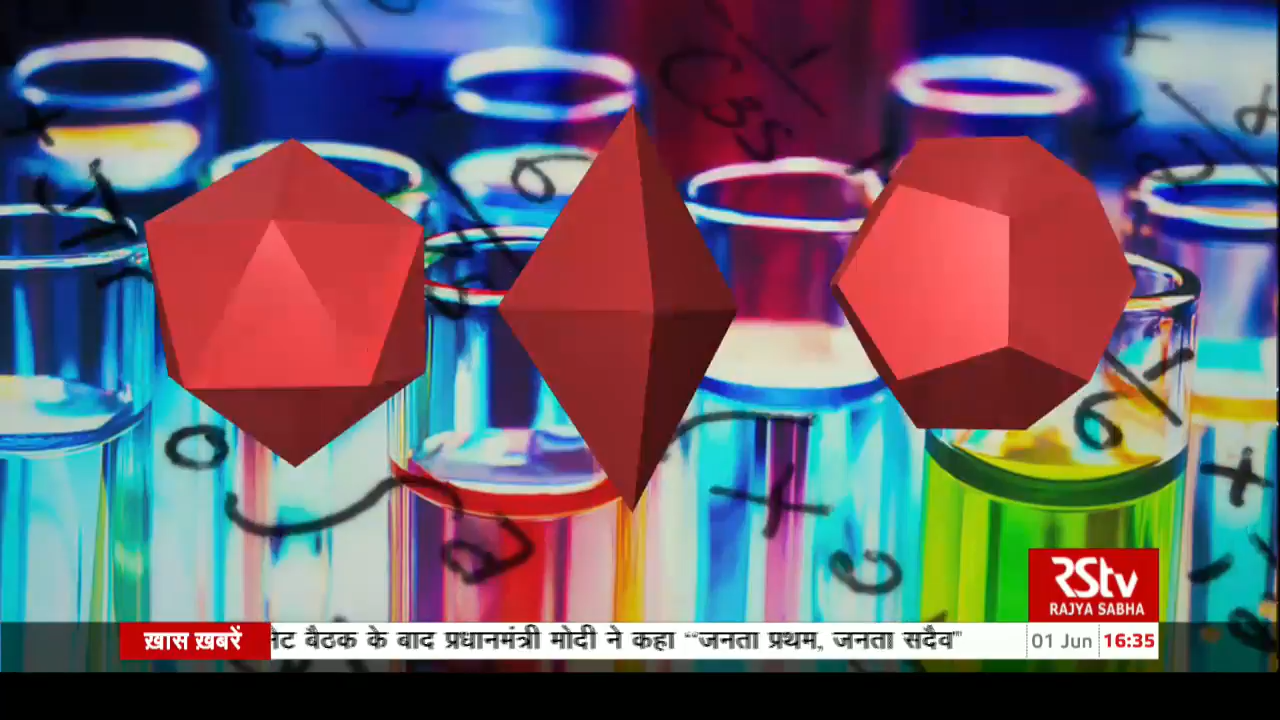 RSTV
RAJYA SABHA
ख़ास ख़बरें
बैठक के बाद प्रधानमंत्री मोदी ने कहा “जनता प्रथम, जनता सदैव”
01 Jun
16:35